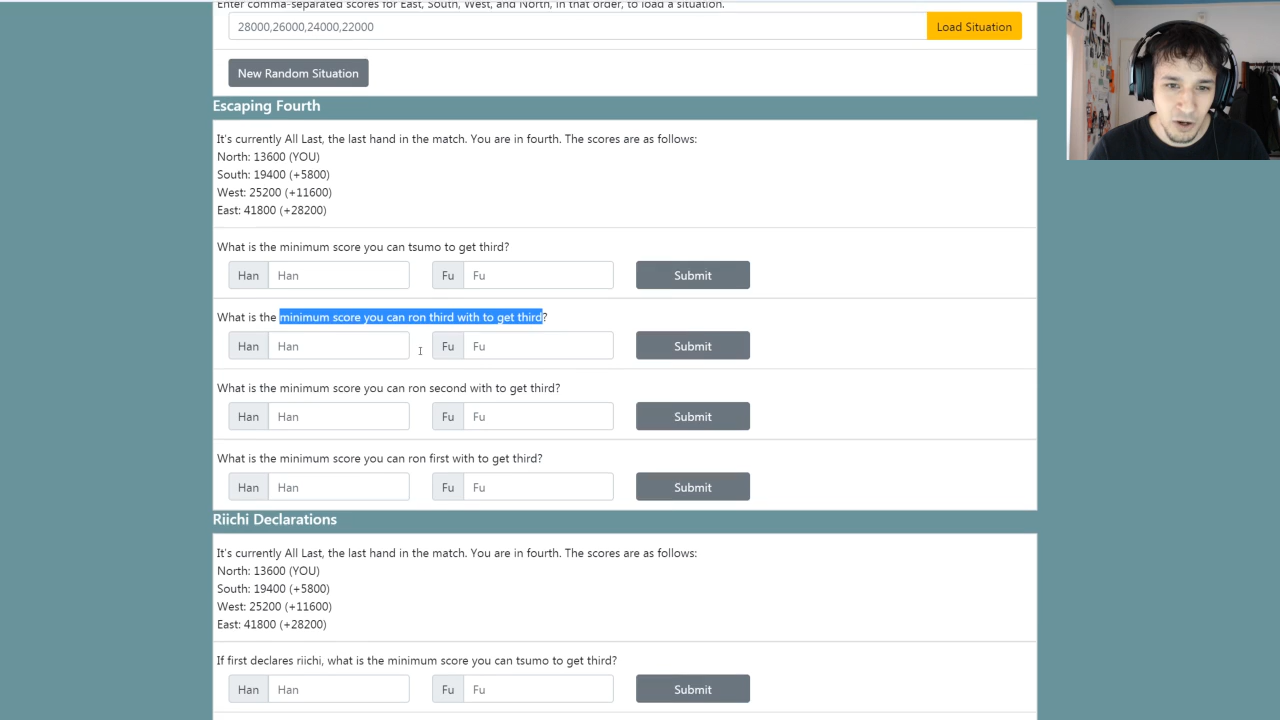 Enter comma-separated scores for East, South, West, and North, in that order, to load a situation.
28000,26000,24000,22000
Load Situation
New Random Situation
Escaping Fourth
It's currently All Last, the last hand in the match. You are in fourth. The scores are as follows:
North: 13600 (YOU)
South: 19400 (+5800)
West: 25200 (+11600)
East: 41800 (+28200)
What is the minimum score you can tsumo to get third?
Han Han Fu Fu Submit
What is the minimum score you can ron third with to get third?
Han Han Fu Fu Submit
What is the minimum score you can ron second with to get third?
Han Han Fu Fu Submit
What is the minimum score you can ron first with to get third?
Han Han Fu Fu Submit
Riichi Declarations
It's currently All Last, the last hand in the match. You are in fourth. The scores are as follows:
North: 13600 (YOU)
South: 19400 (+5800)
West: 25200 (+11600)
East: 41800 (+28200)
If first declares riichi, what is the minimum score you can tsumo to get third?
Han Han Fu Fu Submit